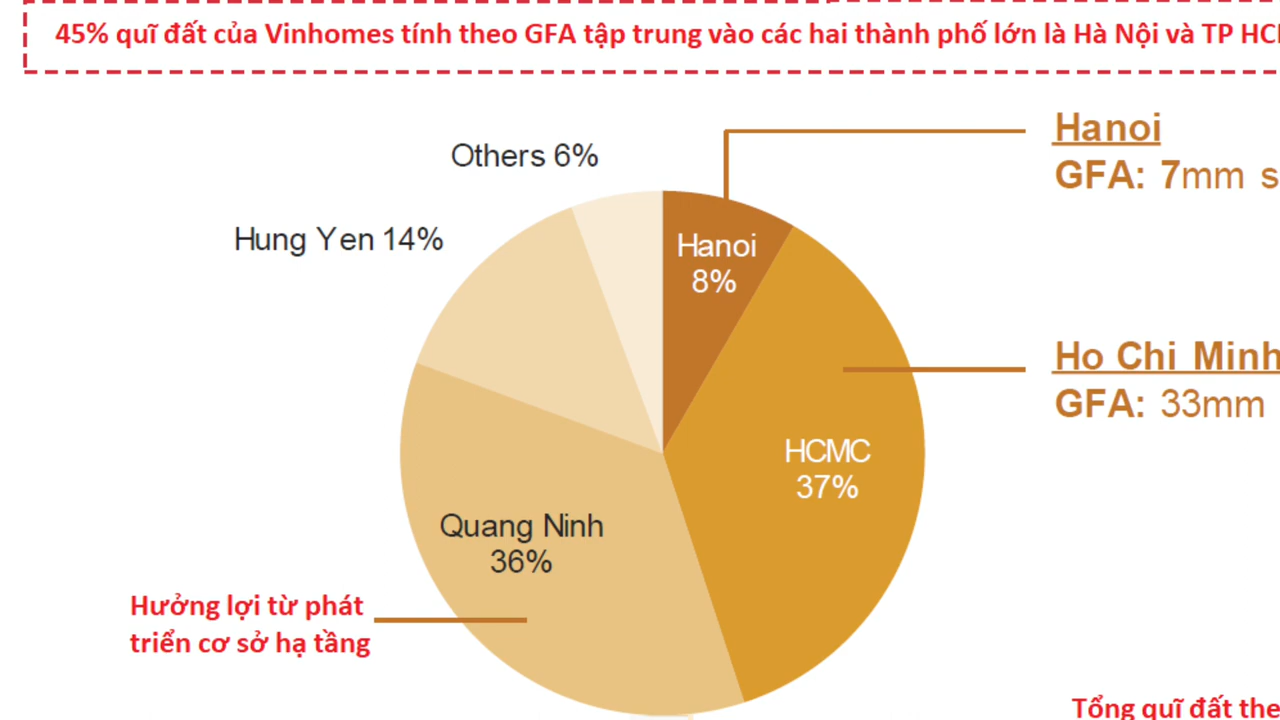 45% quĩ đất của Vinhomes tính theo GFA tập trung vào các hai thành phố lớn là Hà Nội và TP
Hanoi
GFA: 7mm
Others 6%
Hung Yen 14%
Hanoi
8%
Ho Chi Minh
GFA: 33mm
HCMC
37%
Quang Ninh
36%
Hưởng lợi từ phát
triển cơ sở hạ tầng
Tổng quĩ đất